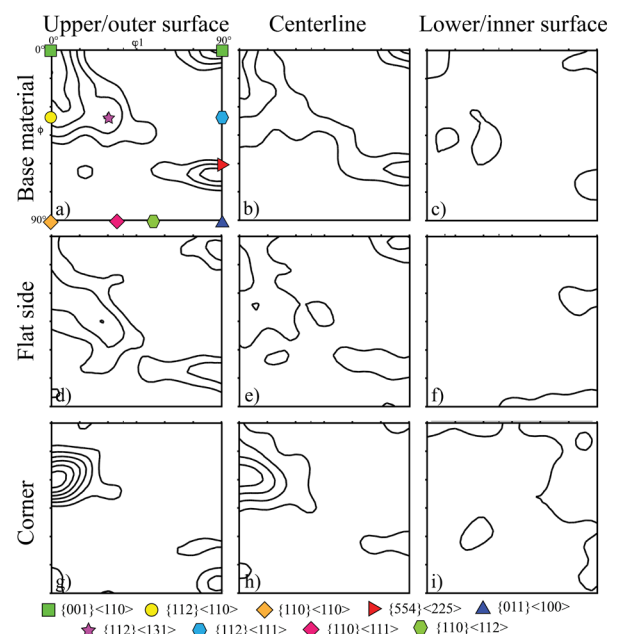 Upper/outer surface Centerline Lower/inner surface
0° 90°
0° φ1
Base material
ϕ
90° a) b) c)
Flat side
d) e) f)
Corner
g) h) i)
{001}<110> {112}<110> {110}<110> {554}<225> {011}<100>
{112}<131> {112}<111> {110}<111> {110}<112>